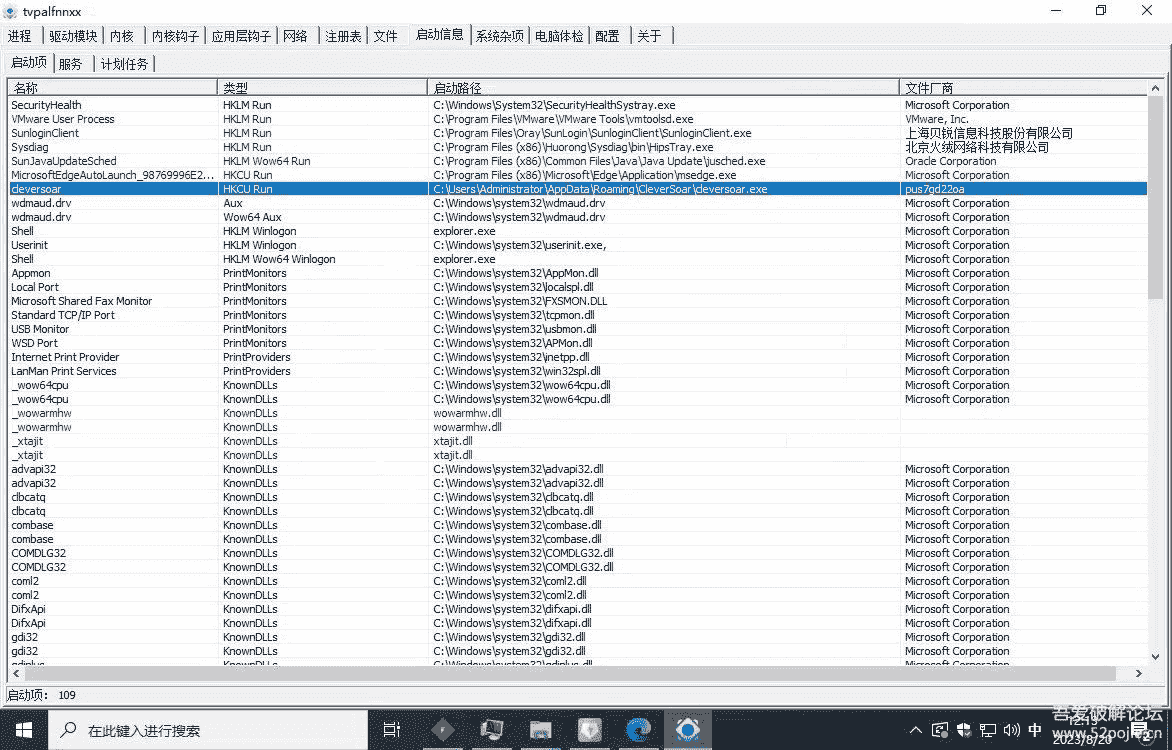 tvpalfnnxx
进程 驱动模块 内核 内核钩子 应用层钩子 网络 注册表 文件 启动信息 系统杂项 电脑体检 配置 关于
启动项 服务 计划任务
名称 类型 启动路径 文件厂商
SecurityHealth HKLM Run C:\Windows\System32\SecurityHealthSystray.exe Microsoft Corporation
VMware User Process HKLM Run C:\Program Files\VMware\VMware Tools\vmtoolsd.exe VMware, Inc.
SunloginClient HKLM Run C:\Program Files\Oray\SunLogin\SunloginClient\SunloginClient.exe 上海贝锐信息科技股份有限公司
Sysdiag HKLM Run C:\Program Files (x86)\Huorong\Sysdiag\bin\HipsTray.exe 北京火绒网络科技有限公司
SunJavaUpdateSched HKLM Wow64 Run C:\Program Files (x86)\Common Files\Java\Java Update\jusched.exe Oracle Corporation
MicrosoftEdgeAutoLaunch_98769996E2... HKCU Run C:\Program Files (x86)\Microsoft\Edge\Application\msedge.exe Microsoft Corporation
cleversoar HKCU Run C:\Users\Administrator\AppData\Roaming\CleverSoar\cleversoar.exe pus7gd22oa
wdmaud.drv Aux C:\Windows\system32\wdmaud.drv Microsoft Corporation
wdmaud.drv Wow64 Aux C:\Windows\system32\wdmaud.drv Microsoft Corporation
Shell HKLM Winlogon explorer.exe Microsoft Corporation
Userinit HKLM Winlogon C:\Windows\system32\userinit.exe, Microsoft Corporation
Shell HKLM Wow64 Winlogon explorer.exe Microsoft Corporation
Appmon PrintMonitors C:\Windows\system32\AppMon.dll Microsoft Corporation
Local Port PrintMonitors C:\Windows\system32\localspl.dll Microsoft Corporation
Microsoft Shared Fax Monitor PrintMonitors C:\Windows\system32\FXSMON.DLL Microsoft Corporation
Standard TCP/IP Port PrintMonitors C:\Windows\system32\tcpmon.dll Microsoft Corporation
USB Monitor PrintMonitors C:\Windows\system32\usbmon.dll Microsoft Corporation
WSD Port PrintMonitors C:\Windows\system32\APMon.dll Microsoft Corporation
Internet Print Provider PrintProviders C:\Windows\system32\inetpp.dll Microsoft Corporation
LanMan Print Services PrintProviders C:\Windows\system32\win32spl.dll Microsoft Corporation
_wow64cpu KnownDLLs C:\Windows\system32\wow64cpu.dll Microsoft Corporation
_wow64cpu KnownDLLs C:\Windows\system32\wow64cpu.dll Microsoft Corporation
_wowarmhw KnownDLLs wowarmhw.dll
_wowarmhw KnownDLLs wowarmhw.dll
_xtajit KnownDLLs xtajit.dll
_xtajit KnownDLLs xtajit.dll
advapi32 KnownDLLs C:\Windows\system32\advapi32.dll Microsoft Corporation
advapi32 KnownDLLs C:\Windows\system32\advapi32.dll Microsoft Corporation
clbcatq KnownDLLs C:\Windows\system32\clbcatq.dll Microsoft Corporation
clbcatq KnownDLLs C:\Windows\system32\clbcatq.dll Microsoft Corporation
combase KnownDLLs C:\Windows\system32\combase.dll Microsoft Corporation
combase KnownDLLs C:\Windows\system32\combase.dll Microsoft Corporation
COMDLG32 KnownDLLs C:\Windows\system32\COMDLG32.dll Microsoft Corporation
COMDLG32 KnownDLLs C:\Windows\system32\COMDLG32.dll Microsoft Corporation
coml2 KnownDLLs C:\Windows\system32\coml2.dll Microsoft Corporation
coml2 KnownDLLs C:\Windows\system32\coml2.dll Microsoft Corporation
DifxApi KnownDLLs C:\Windows\system32\difxapi.dll Microsoft Corporation
DifxApi KnownDLLs C:\Windows\system32\difxapi.dll Microsoft Corporation
gdi32 KnownDLLs C:\Windows\system32\gdi32.dll Microsoft Corporation
gdi32 KnownDLLs C:\Windows\system32\gdi32.dll Microsoft Corporation
gdiplus KnownDLLs C:\Windows\system32\gdiplus.dll Microsoft Corporation
启动项: 109
在此键入进行搜索
中
12:19
2023/8/20
吾爱破解论坛
www.52pojie.cn